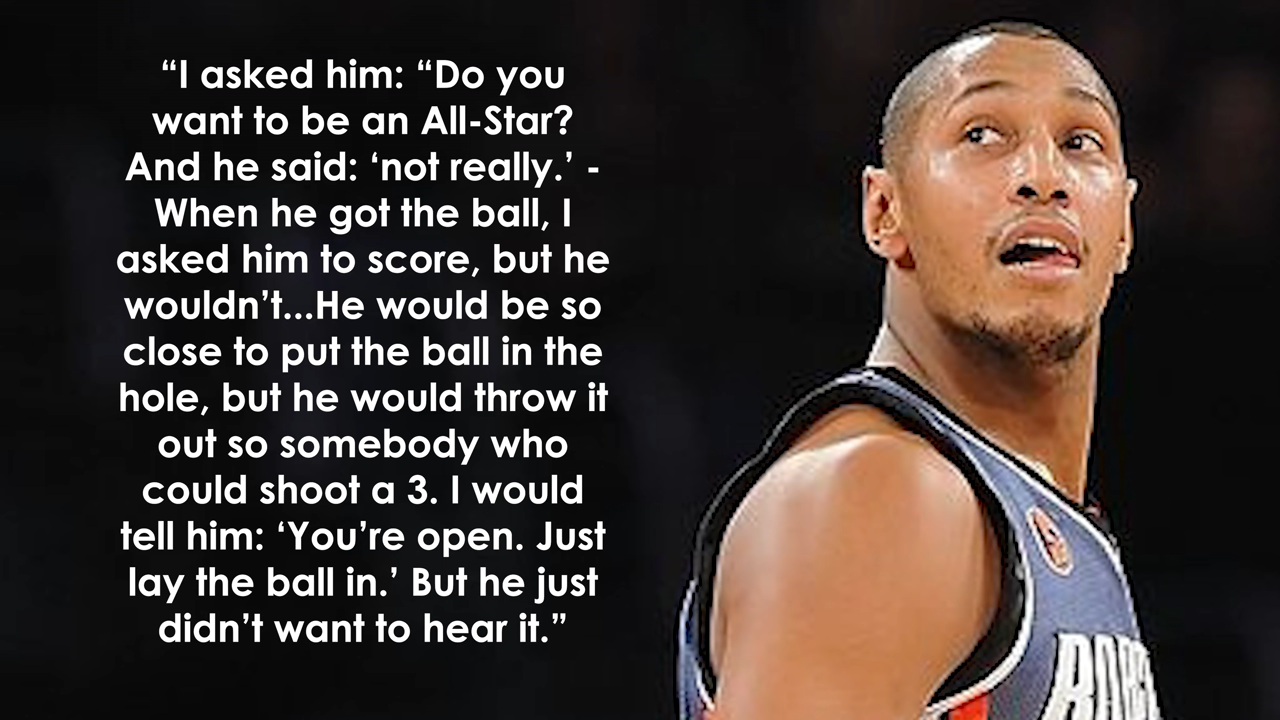 “I asked him: “Do you
want to be an All-Star?
And he said: ‘not really.’ -
When he got the ball, I
asked him to score, but he
wouldn’t...He would be so
close to put the ball in the
hole, but he would throw it
out so somebody who
could shoot a 3. I would
tell him: ‘You’re open. Just
lay the ball in.’ But he just
didn’t want to hear it.”